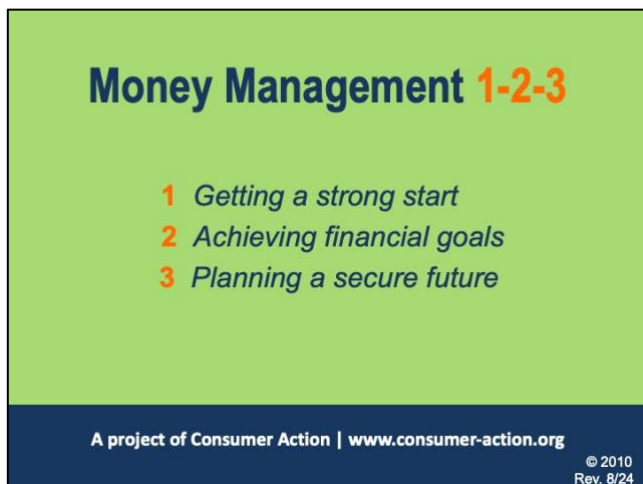 Money Management 1-2-3
1 Getting a strong start
2 Achieving financial goals
3 Planning a secure future
A project of Consumer Action | www.consumer-action.org
© 2010
Rev. 8/24